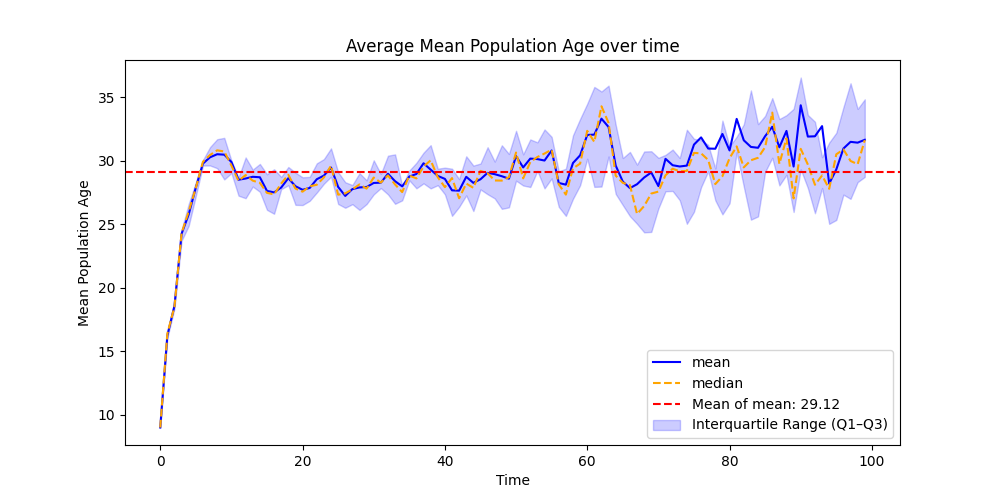 Average Mean Population Age over time
Mean Population Age
35
30
25
20
15
10
0
20
40
60
80
100
Time
mean
median
Mean of mean: 29.12
Interquartile Range (Q1–Q3)